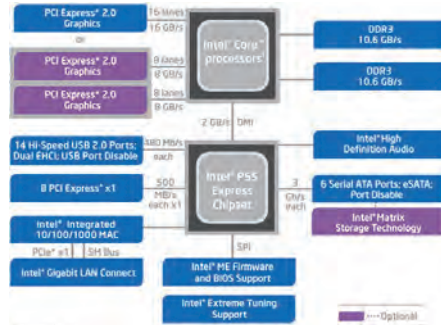 PCI Express* 2.0
Graphics
16 lanes
16 GB/s
or
PCI Express* 2.0
Graphics
8 lanes
8 GB/s
PCI Express* 2.0
Graphics
8 lanes
8 GB/s
Intel® Core™
processors
DDR3
10.6 GB/s
DDR3
10.6 GB/s
2 GB/s DMI
14 Hi-Speed USB 2.0 Ports;
Dual EHCI; USB Port Disable
480 Mb/s
each
8 PCI Express* x1
500
MB/s
each x1
Intel® Integrated
10/100/1000 MAC
PCIe* x1
SM Bus
Intel® Gigabit LAN Connect
Intel® P55
Express
Chipset
Intel® High
Definition Audio
3
Gb/s
each
6 Serial ATA Ports; eSATA;
Port Disable
Intel® Matrix
Storage Technology
SPI
Intel® ME Firmware
and BIOS Support
Intel® Extreme Tuning
Support
Optional